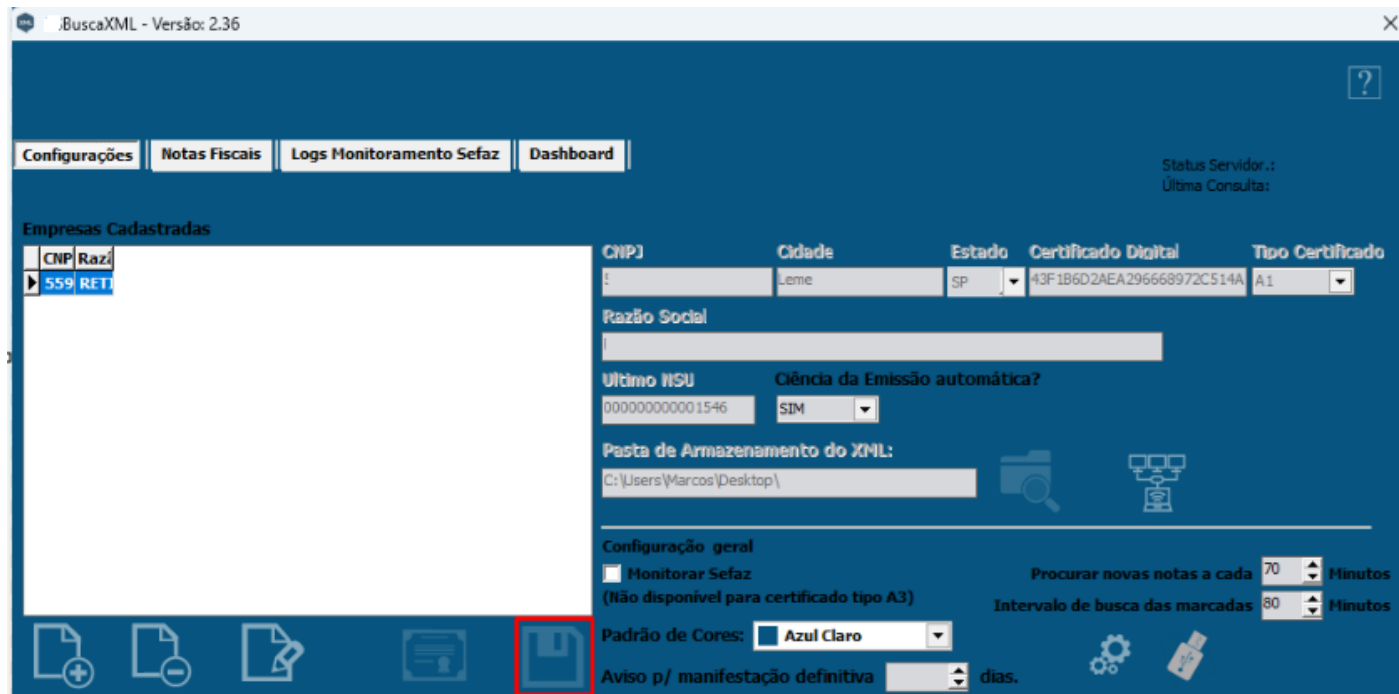 BuscaXML - Versão: 2.36
?
Configurações Notas Fiscais Logs Monitoramento Sefaz Dashboard
Status Servidor.:
Última Consulta:
Empresas Cadastradas
CNP Razã
559 RETI
CNPJ Cidade Estado Certificado Digital Tipo Certificado
Leme SP 43F1B6D2AEA296668972C514A A1
Razão Social
Ultimo NSU Ciência da Emissão automática?
000000000001546 SIM
Pasta de Armazenamento do XML:
C:\Users\Marcos\Desktop\
Configuração geral
Monitorar Sefaz
(Não disponível para certificado tipo A3)
Procurar novas notas a cada 70 Minutos
Intervalo de busca das marcadas 80 Minutos
Padrão de Cores: Azul Claro
Aviso p/ manifestação definitiva dias.